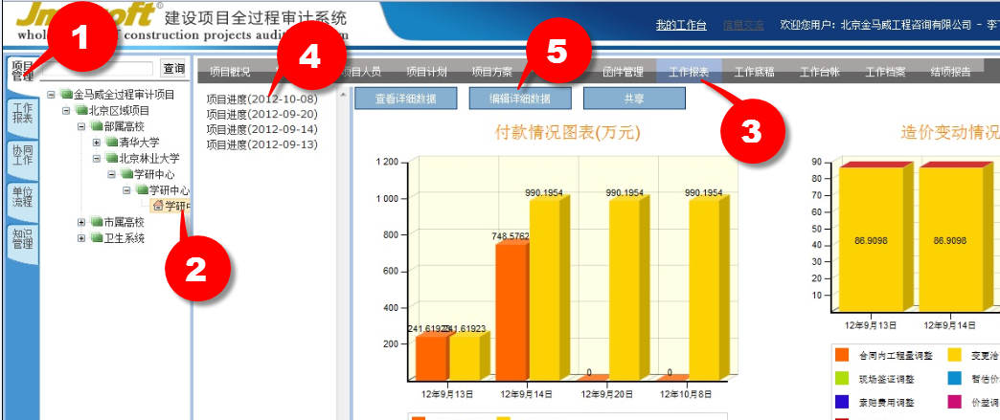 建设项目全过程审计系统
construction projects audit
我的工作台 信息交流 欢迎您用户: 北京金马威工程咨询有限公司 -
1
2
3
4
5
项目管理
工作报表
协同工作
单位流程
知识管理
查询
金马威全过程审计项目
北京区域项目
部属高校
清华大学
北京林业大学
学研中心
学研中心
学研
市属高校
卫生系统
项目概况 项目人员 项目计划 项目方案 函件管理 工作报表 工作底稿 工作台帐 工作档案 结项报告
项目进度(2012-10-08)
项目进度(2012-09-20)
项目进度(2012-09-14)
项目进度(2012-09-13)
查看详细数据 编辑详细数据 共享
付款情况图表(万元)
1 200
1 000
800
600
400
200
241.61923 241.61923
748.5762 990.1954
0 990.1954
0 990.1954
12年9月13日 12年9月14日 12年9月20日 12年10月8日
造价变动情况
90
80
70
60
50
40
30
20
10
86.9098 86.9098
12年9月13日 12年9月14日
合同内工程量调整 变更洽
现场签证调整 暂估价
索赔费用调整 价差调